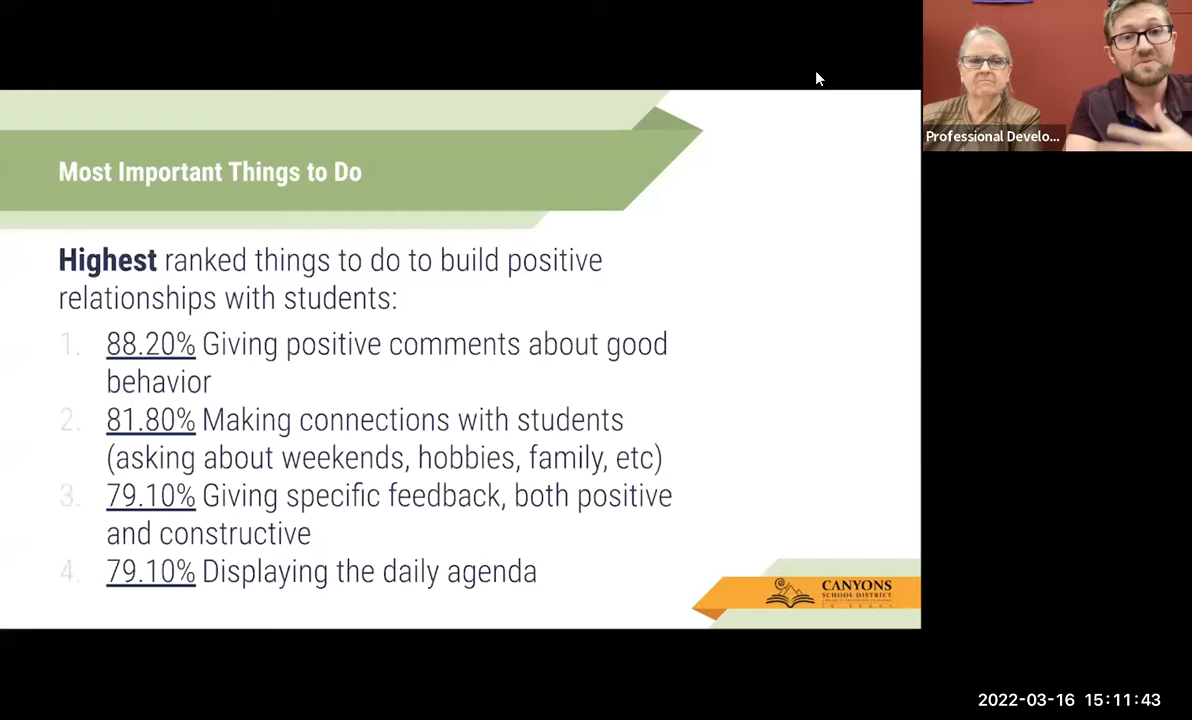 Most Important Things to Do
Highest ranked things to do to build positive
relationships with students:
1. 88.20% Giving positive comments about good
behavior
2. 81.80% Making connections with students
(asking about weekends, hobbies, family, etc)
3. 79.10% Giving specific feedback, both positive
and constructive
4. 79.10% Displaying the daily agenda
CANYONS
SCHOOL DISTRICT
Professional Develo...
2022-03-16 15:11:43